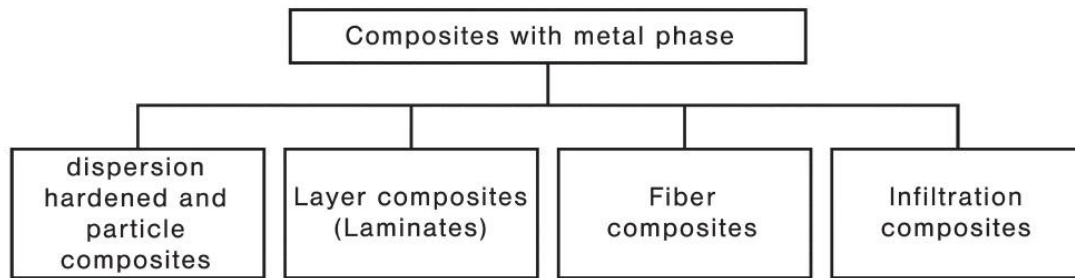 Composites with metal phase
dispersion
hardened and
particle
composites
Layer composites
(Laminates)
Fiber
composites
Infiltration
composites